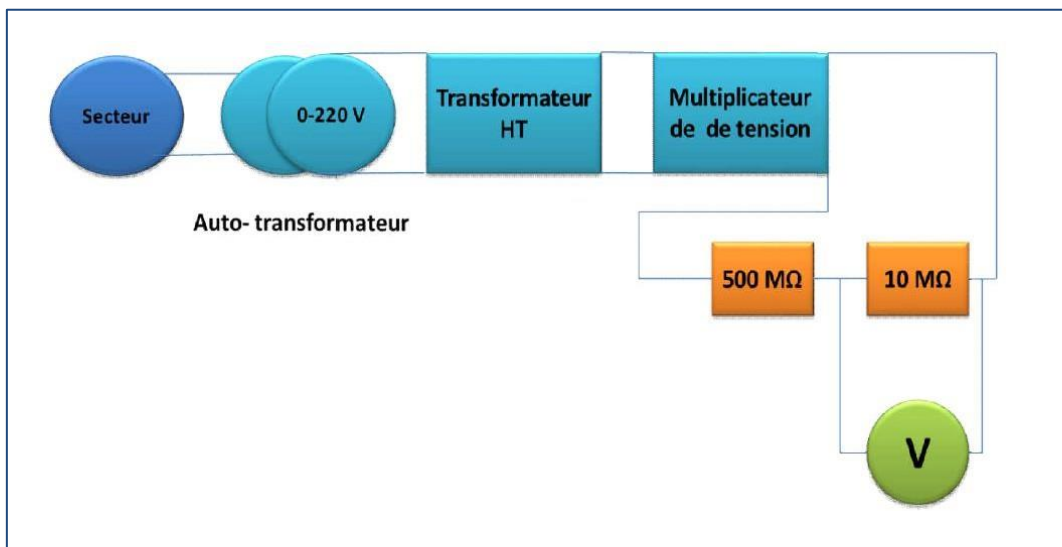 Secteur
0-220 V
Transformateur
HT
Multiplicateur
de de tension
Auto- transformateur
500 MΩ
10 MΩ
V